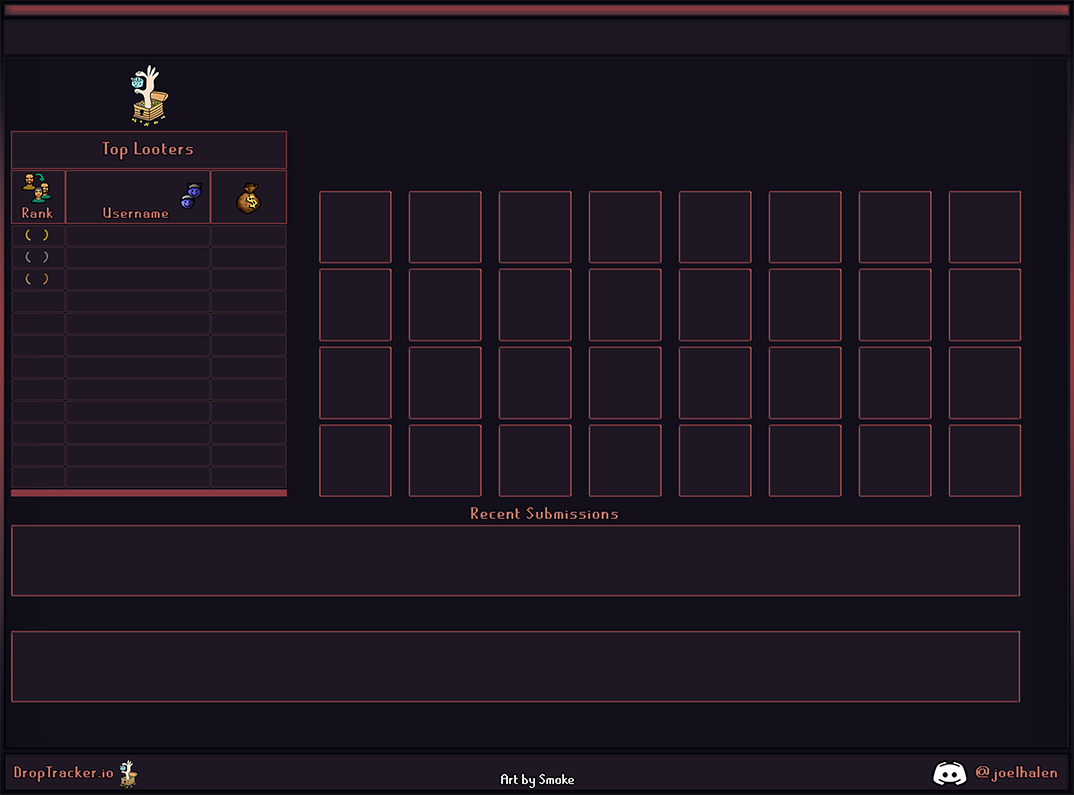 Top Looters
Rank
Username
( )
( )
( )
Recent Submissions
DropTracker.io
Art by Smoke
@joelhalen